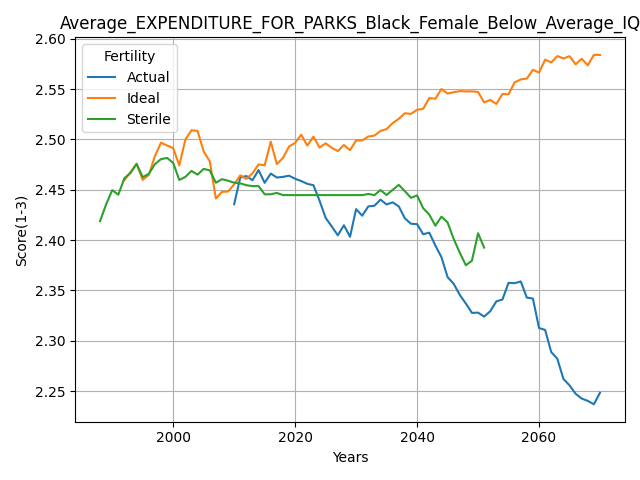 Average_EXPENDITURE_FOR_PARKS_Black_Female_Below_Average_IQ
Fertility
Actual
Ideal
Sterile
Score(1-3)
2.60
2.55
2.50
2.45
2.40
2.35
2.30
2.25
2000
2020
2040
2060
Years